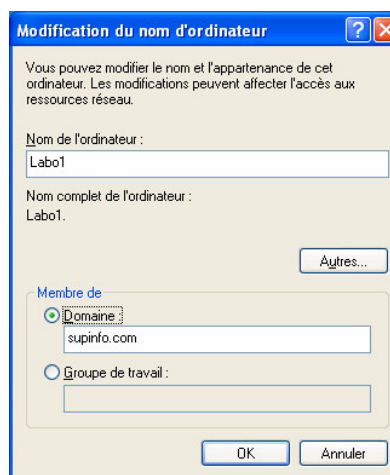 Modification du nom d'ordinateur
Vous pouvez modifier le nom et l'appartenance de cet
ordinateur. Les modifications peuvent affecter l'accès aux
ressources réseau.
Nom de l'ordinateur :
Labo1
Nom complet de l'ordinateur :
Labo1.
Autres...
Membre de
Domaine :
supinfo.com
Groupe de travail :
OK Annuler